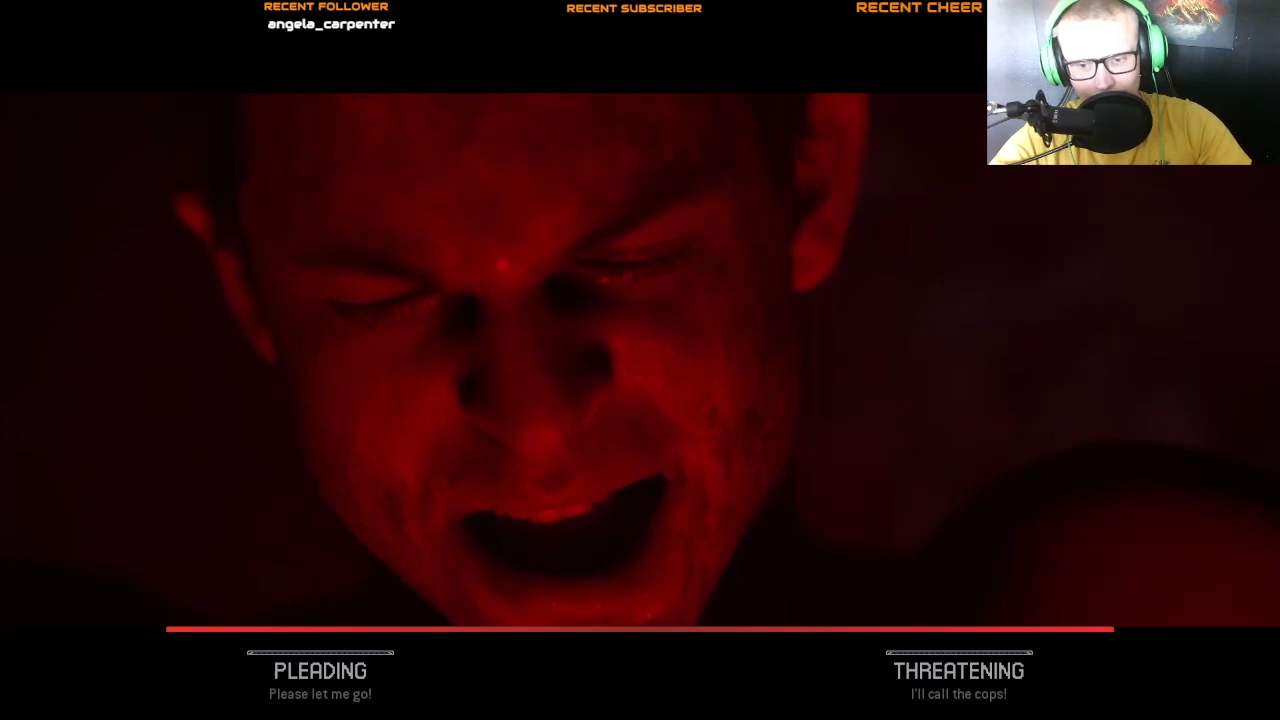 RECENT FOLLOWER
angela_carpenter
RECENT SUBSCRIBER
RECENT CHEER
PLEADING
Please let me go!
THREATENING
I'll call the cops!